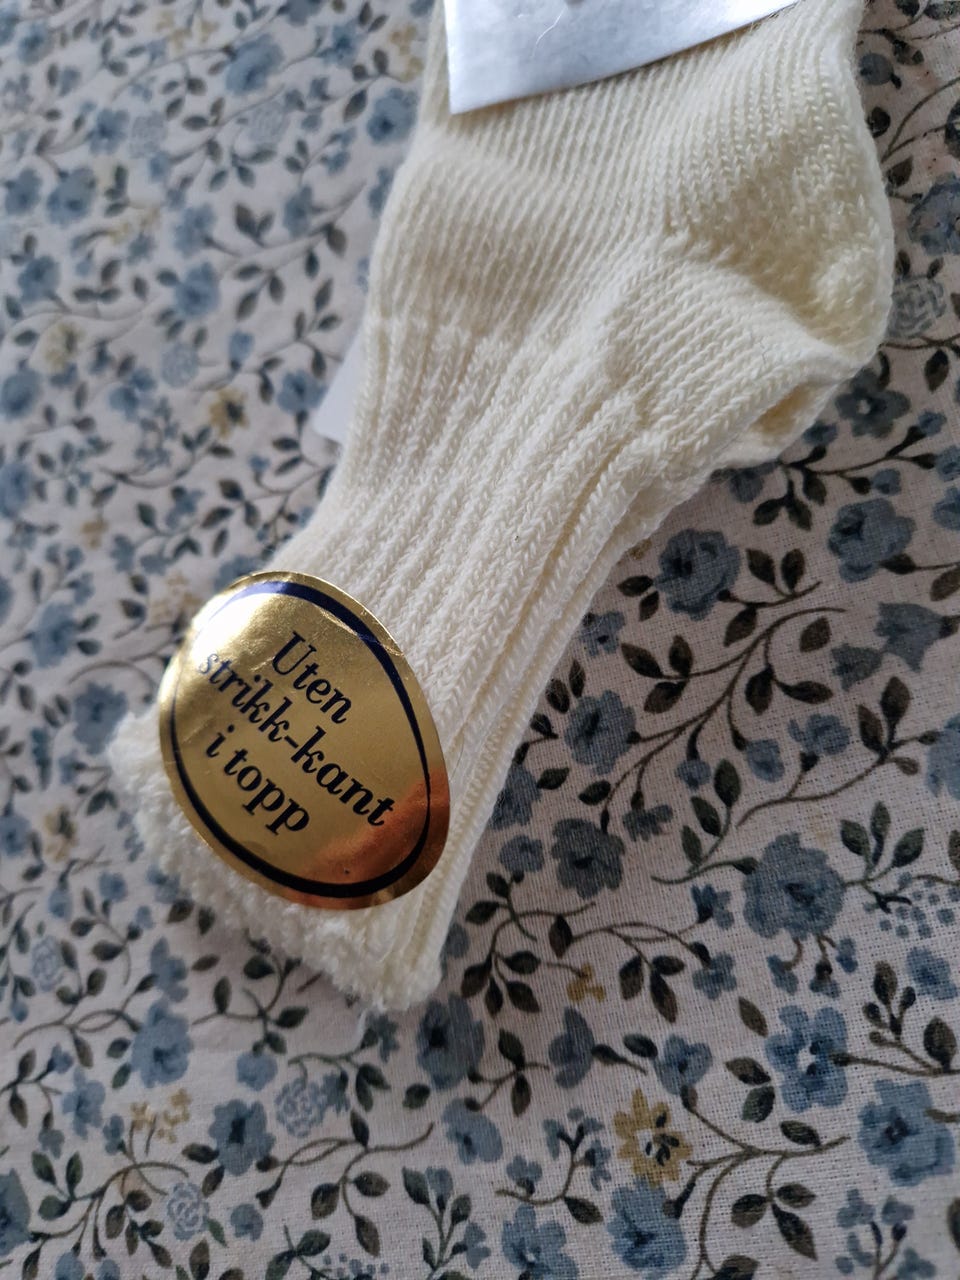 Uten
strikk-kant
i topp